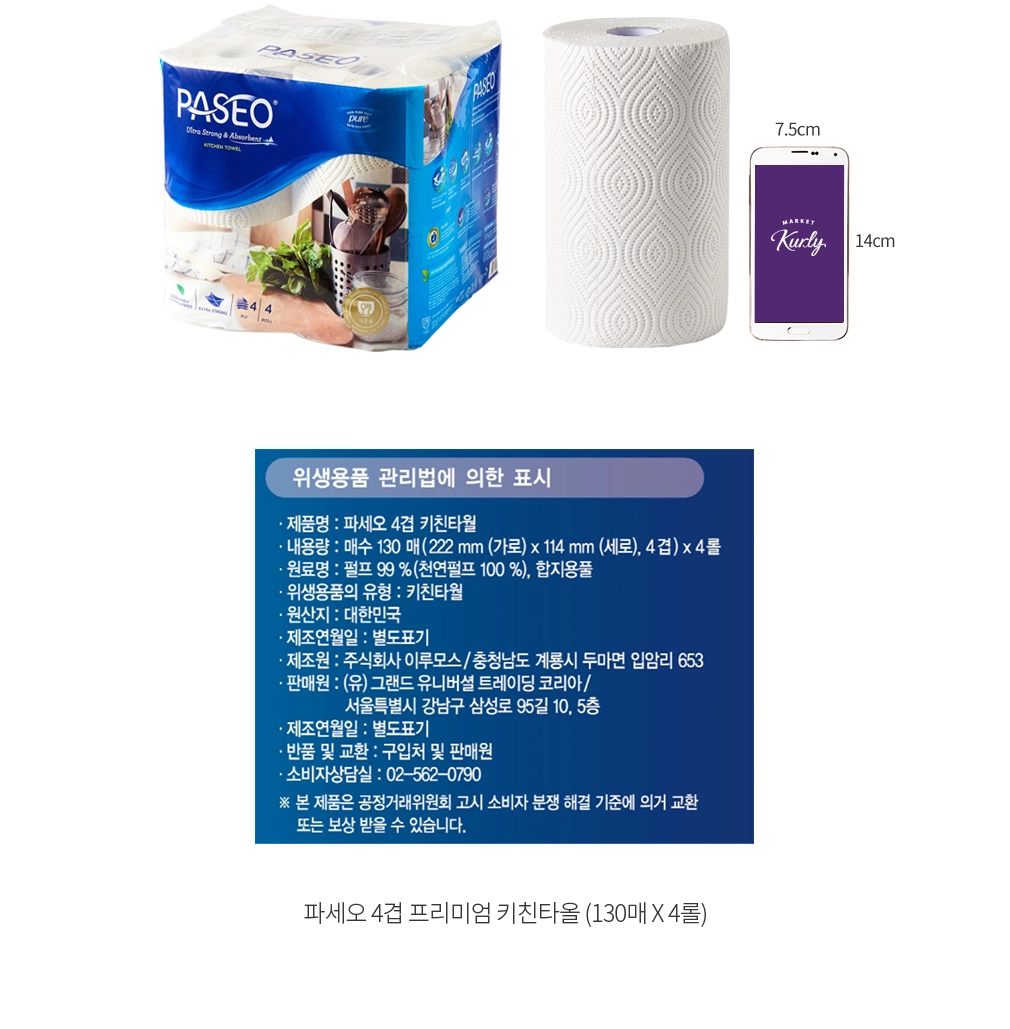 PASEO
PASEO®
Ultra Strong & Absorbent
KITCHEN TOWEL
pure
PASEO
EXTRA STRONG
4
PLY
4
ROLL
7.5cm
MARKET
Kurly
14cm
위생용품 관리법에 의한 표시
· 제품명 : 파세오 4겹 키친타월
· 내용량 : 매수 130 매(222 mm (가로) x 114 mm (세로), 4겹) x 4롤
· 원료명 : 펄프 99 %(천연펄프 100 %), 합지용풀
· 위생용품의 유형 : 키친타월
· 원산지 : 대한민국
· 제조연월일 : 별도표기
· 제조원 : 주식회사 이루모스/충청남도 계룡시 두마면 입암리 653
· 판매원 : (유) 그랜드 유니버셜 트레이딩 코리아/
서울특별시 강남구 삼성로 95길 10, 5층
· 제조연월일 : 별도표기
· 반품 및 교환 : 구입처 및 판매원
· 소비자상담실 : 02-562-0790
※ 본 제품은 공정거래위원회 고시 소비자 분쟁 해결 기준에 의거 교환
또는 보상 받을 수 있습니다.
파세오 4겹 프리미엄 키친타올 (130매 X 4롤)